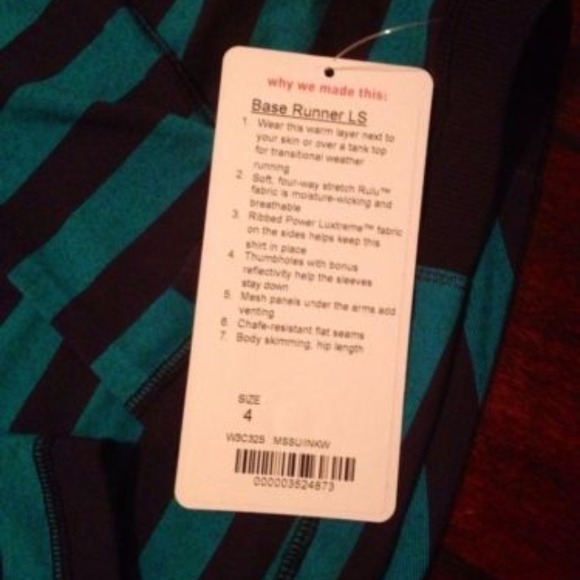 why we made this:
Base Runner LS
1. Wear this warm layer next to
your skin or over a tank top
for transitional weather
running
2. Soft, four-way stretch Rulu™
fabric is moisture-wicking and
breathable
3. Ribbed Power Luxtreme™ fabric
on the sides helps keep this
shirt in place
4. Thumbholes with bonus
reflectivity help the sleeves
stay down
5. Mesh panels under the arms add
venting
6. Chafe-resistant flat seams
7. Body skimming, hip length
SIZE
4
W3C32S MSSU/INKW
000003524873